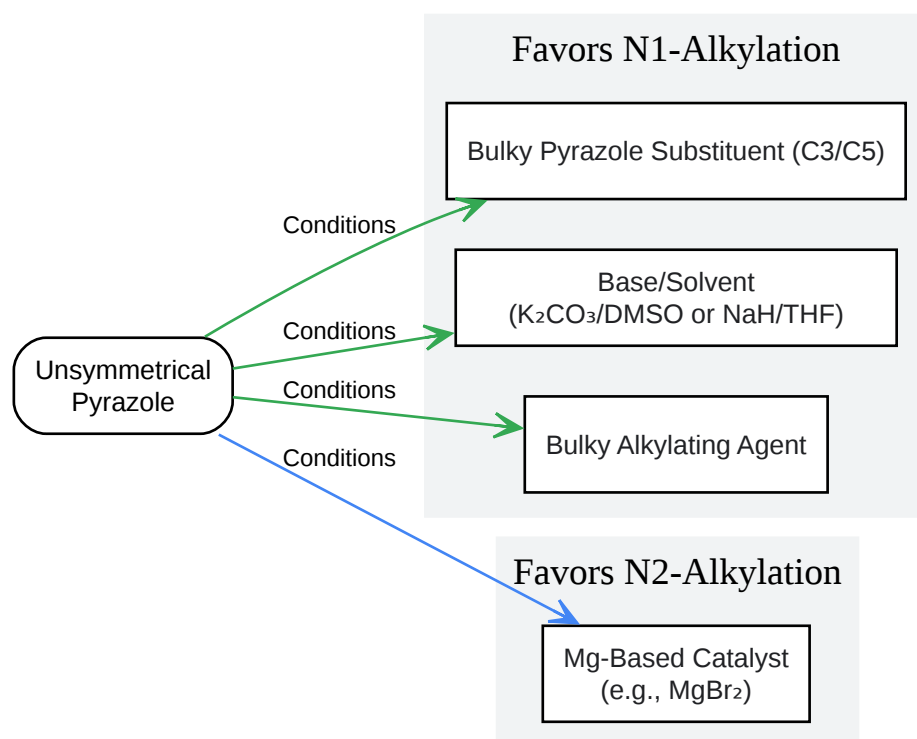 Favors N1-Alkylation
Bulky Pyrazole Substituent (C3/C5)
Conditions
Base/Solvent
(K₂CO₃/DMSO or NaH/THF)
Conditions
Unsymmetrical
Pyrazole
Conditions
Bulky Alkylating Agent
Conditions
Favors N2-Alkylation
Mg-Based Catalyst
(e.g., MgBr₂)